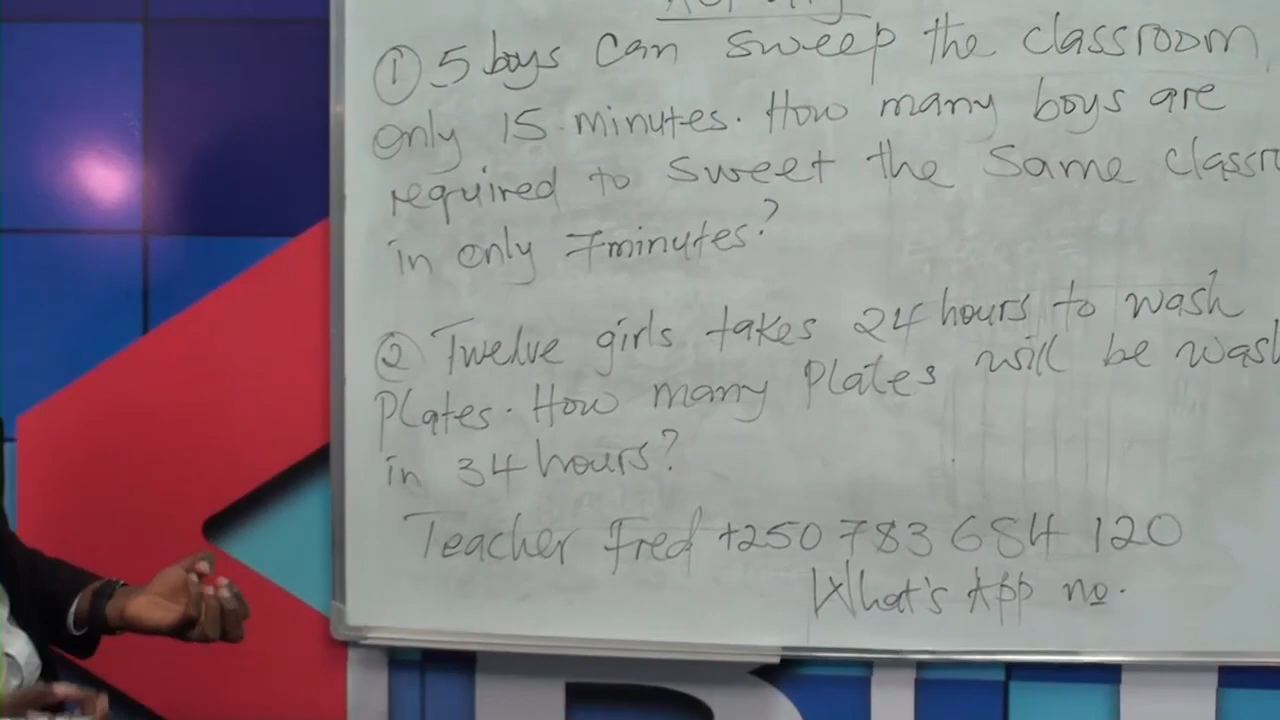 ① 5 boys can sweep the classroom
only 15 minutes. How many boys are
required to sweet the same
in only 7minutes?
② Twelve girls takes 24 hours to wash
Plates. How many Plates will be
in 34 hours?
Teacher Fred +250 783 684 120
What's App no.